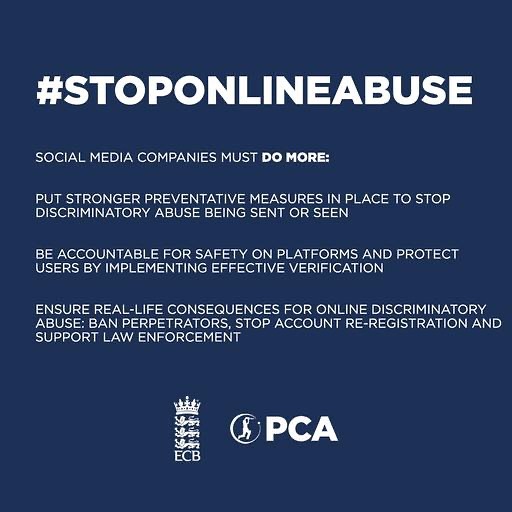 #STOPONLINEABUSE
SOCIAL MEDIA COMPANIES MUST DO MORE:
PUT STRONGER PREVENTATIVE MEASURES IN PLACE TO STOP
DISCRIMINATORY ABUSE BEING SENT OR SEEN
BE ACCOUNTABLE FOR SAFETY ON PLATFORMS AND PROTECT
USERS BY IMPLEMENTING EFFECTIVE VERIFICATION
ENSURE REAL-LIFE CONSEQUENCES FOR ONLINE DISCRIMINATORY
ABUSE: BAN PERPETRATORS, STOP ACCOUNT RE-REGISTRATION AND
SUPPORT LAW ENFORCEMENT
ECB
PCA